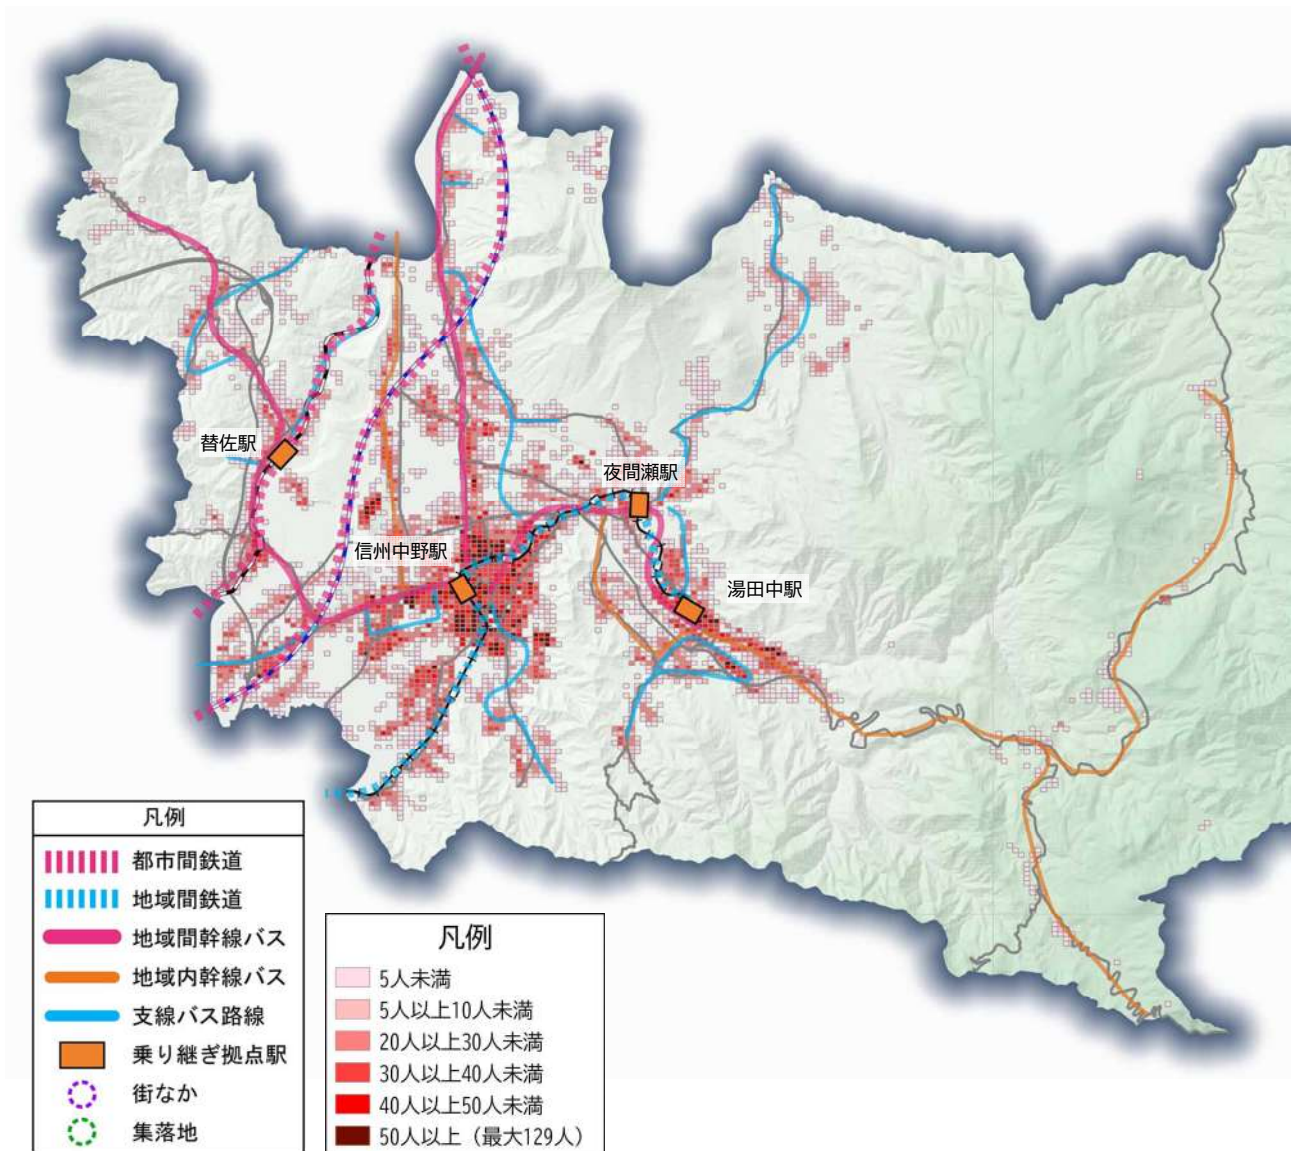 替佐駅
夜間瀬駅
信州中野駅
湯田中駅
凡例
都市間鉄道
地域間鉄道
地域間幹線バス
地域内幹線バス
支線バス路線
乗り継ぎ拠点駅
街なか
集落地
凡例
5人未満
5人以上10人未満
20人以上30人未満
30人以上40人未満
40人以上50人未満
50人以上（最大129人）